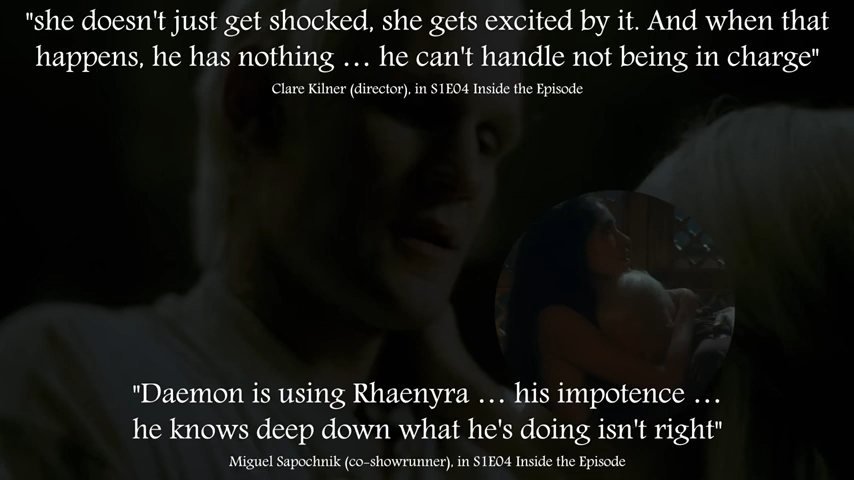 "she doesn't just get shocked, she gets excited by it. And when that
happens, he has nothing … he can't handle not being in charge"
Clare Kilner (director), in S1E04 Inside the Episode
"Daemon is using Rhaenyra … his impotence …
he knows deep down what he's doing isn't right"
Miguel Sapochnik (co-showrunner), in S1E04 Inside the Episode